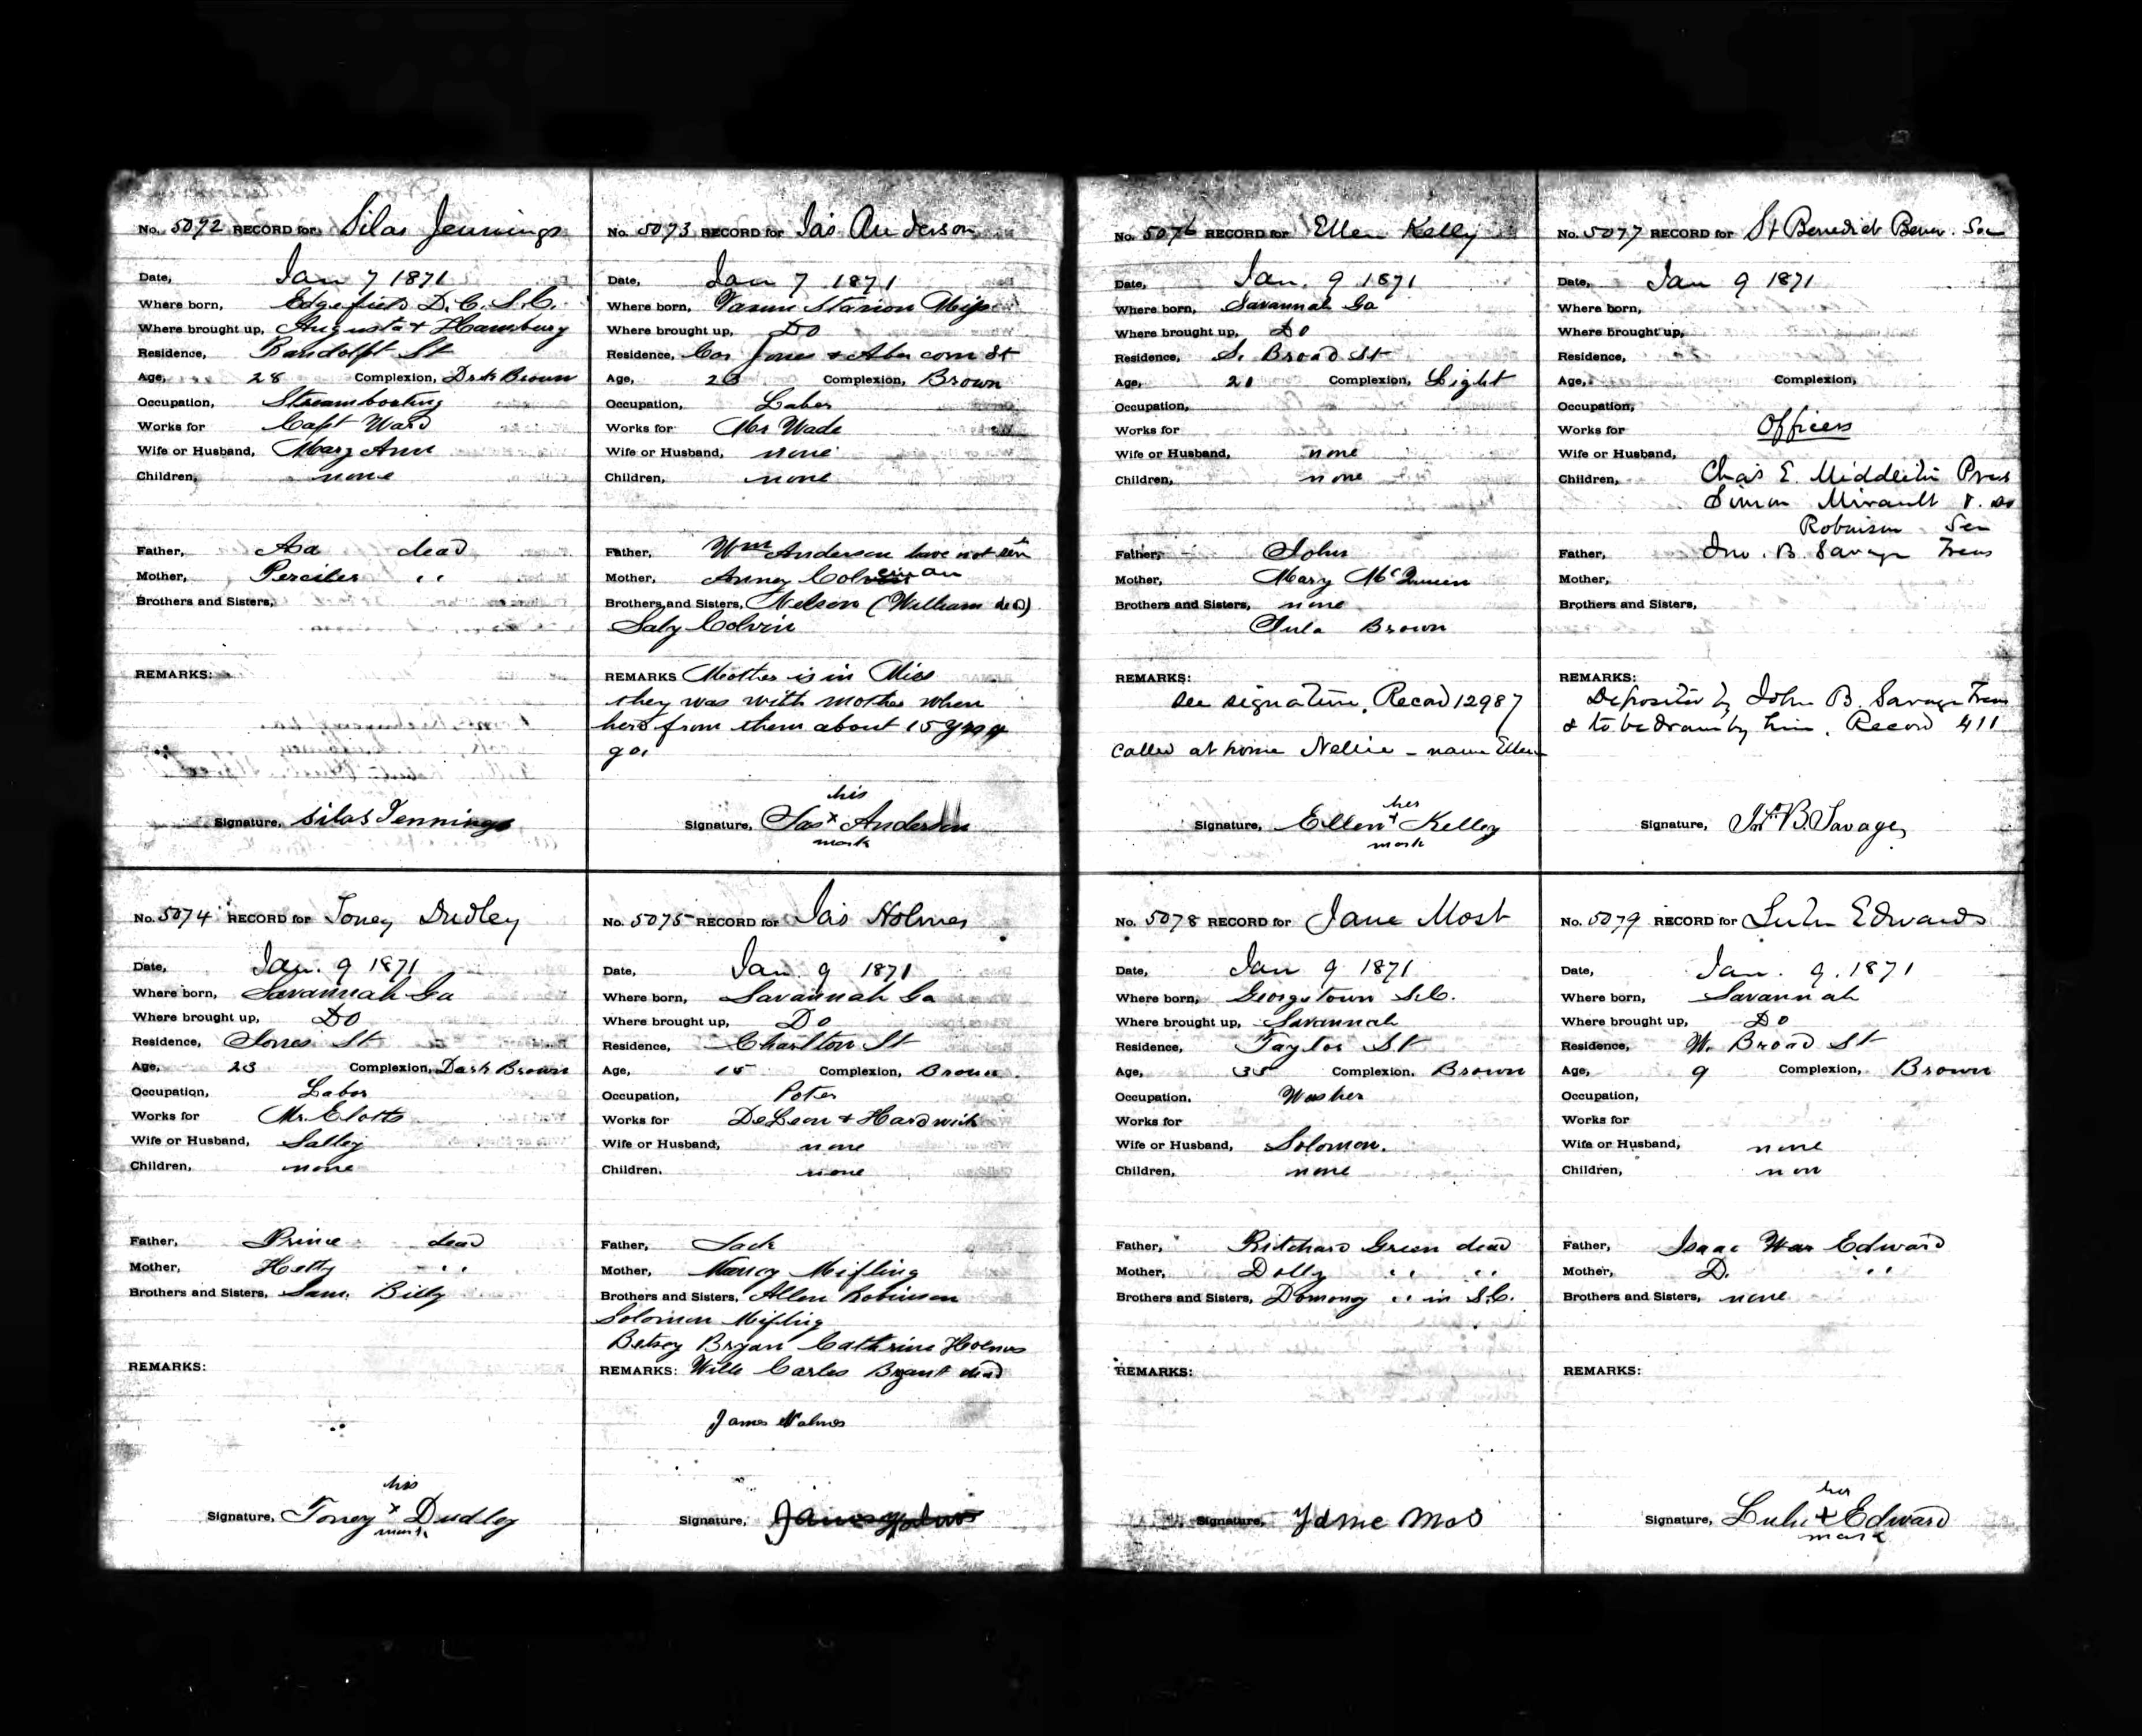 No. 5072 RECORD for Silas Jennings
Date, Jan 7 1871
Where born, Edgefield D.C. S.C.
Where brought up, Augusta & Hamburg
Residence, Randolph St
Age, 28 Complexion, Drk Brown
Occupation, Steamboating
Works for Capt Ward
Wife or Husband, Mary Ann
Children, none
Father, Asa dead
Mother, Perciler "
Brothers and Sisters,
REMARKS:
Signature, Silas Jennings
No. 5073 RECORD for Jas Anderson
Date, Jan 7 1871
Where born, Miss
Where brought up, Do
Residence, Cor Jones & Abercorn St
Age, Complexion, Brown
Occupation, Labor
Works for Mr Wade
Wife or Husband, none
Children, none
Father, Wm Anderson have not
Mother, Anney
Brothers and Sisters, Nelson (William ded)
Saly Colvin
REMARKS Mother is in Miss
they was with mother when
herd from them about 15 yrs a
go.
his
Signature, Jas x Anderson
mark
No. 5074 RECORD for Toney Dudley
Date, Jan. 9 1871
Where born, Savannah Ga
Where brought up, Do
Residence, Jones St
Age, 23 Complexion, Dark Brown
Occupation, Labor
Works for Mr. Elotts
Wife or Husband, Salley
Children, none
Father, Prince dead
Mother, Hetty "
Brothers and Sisters, Sam. Billy
REMARKS:
his
Signature, Toney x Dudley
mark
No. 5075 RECORD for Jas Holmes
Date, Jan. 9 1871
Where born, Savannah Ga
Where brought up, Do
Residence, Charlton St
Age, 15 Complexion, Brown
Occupation, Poter
Works for DeLeon & Hardwick
Wife or Husband, none
Children. none
Father, Jack
Mother, Nancy Mifling
Brothers and Sisters, Allen Robinson
Solomon Mifling
Betsey Bryan Cathrine Holmes
REMARKS: Wille Carles Bryant dead
James Holmes
Signature, James Holmes
No. 5076 RECORD for Ellen Kelly
Date, Jan. 9 1871
Where born, Savannah Ga
Where brought up, Do
Residence, S. Broad St
Age, 21 Complexion, Light
Occupation,
Works for
Wife or Husband, none
Children, none
Father, John
Mother, Mary McQueen
Brothers and Sisters, none
Jula Brown
REMARKS:
see signature, Recod 12987
called at home Nellie - name Ellen
her
Signature, Ellen + Kelley
mark
No. 5077 RECORD for St Benedict Benev. Soc
Date, Jan 9 1871
Where born,
Where brought up,
Residence,
Age, Complexion,
Occupation,
Works for Officers
Wife or Husband,
Children, Chas E. Middleton Pres
Simon Mirault V. do
Robinson Sec
Father, Jno. B. Savage Treas
Mother,
Brothers and Sisters,
REMARKS:
Deposited by John B. Savage Treas
& to be drawn by him. Record 411
Signature, Jno B. Savage,
No. 5078 RECORD for Jane Most
Date, Jan 9 1871
Where born, Georgetown S.C.
Where brought up, Savannah
Residence, Taylor St
Age, 35 Complexion. Brown
Occupation. Washer
Works for
Wife or Husband, Solomon.
Children, none
Father, Ritchard Green dead
Mother, Dolly " "
Brothers and Sisters, Domony " in S.C.
REMARKS:
Signature, Jane Mos
No. 5079 RECORD for Lulu Edwards
Date, Jan. 9. 1871
Where born, Savannah
Where brought up, Do
Residence, W. Broad St
Age, 9 Complexion, Brown
Occupation,
Works for
Wife or Husband, none
Children, non
Father, Isaac War Edward
Mother, D. "
Brothers and Sisters, none
REMARKS:
her
Signature, Lulu + Edward
mark